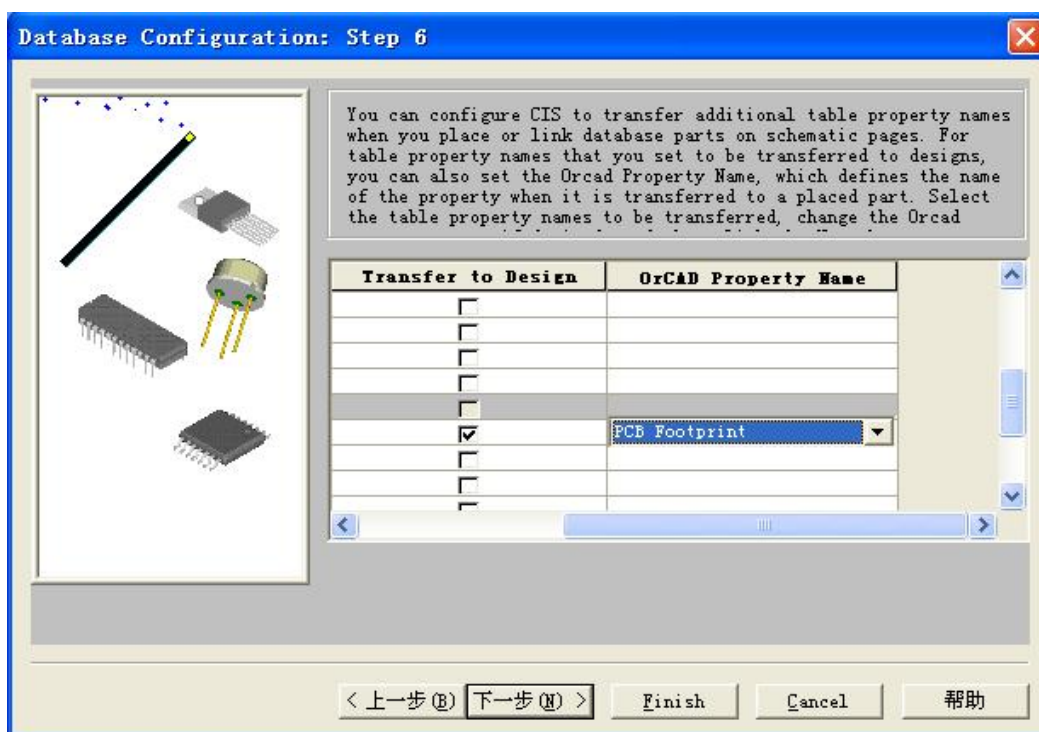 Database Configuration: Step 6
You can configure CIS to transfer additional table property names
when you place or link database parts on schematic pages. For
table property names that you set to be transferred to designs,
you can also set the Orcad Property Name, which defines the name
of the property when it is transferred to a placed part. Select
the table property names to be transferred, change the Orcad
Transfer to Design OrCAD Property Name
PCB Footprint
< 上一步(B) 下一步(N) > Finish Cancel 帮助